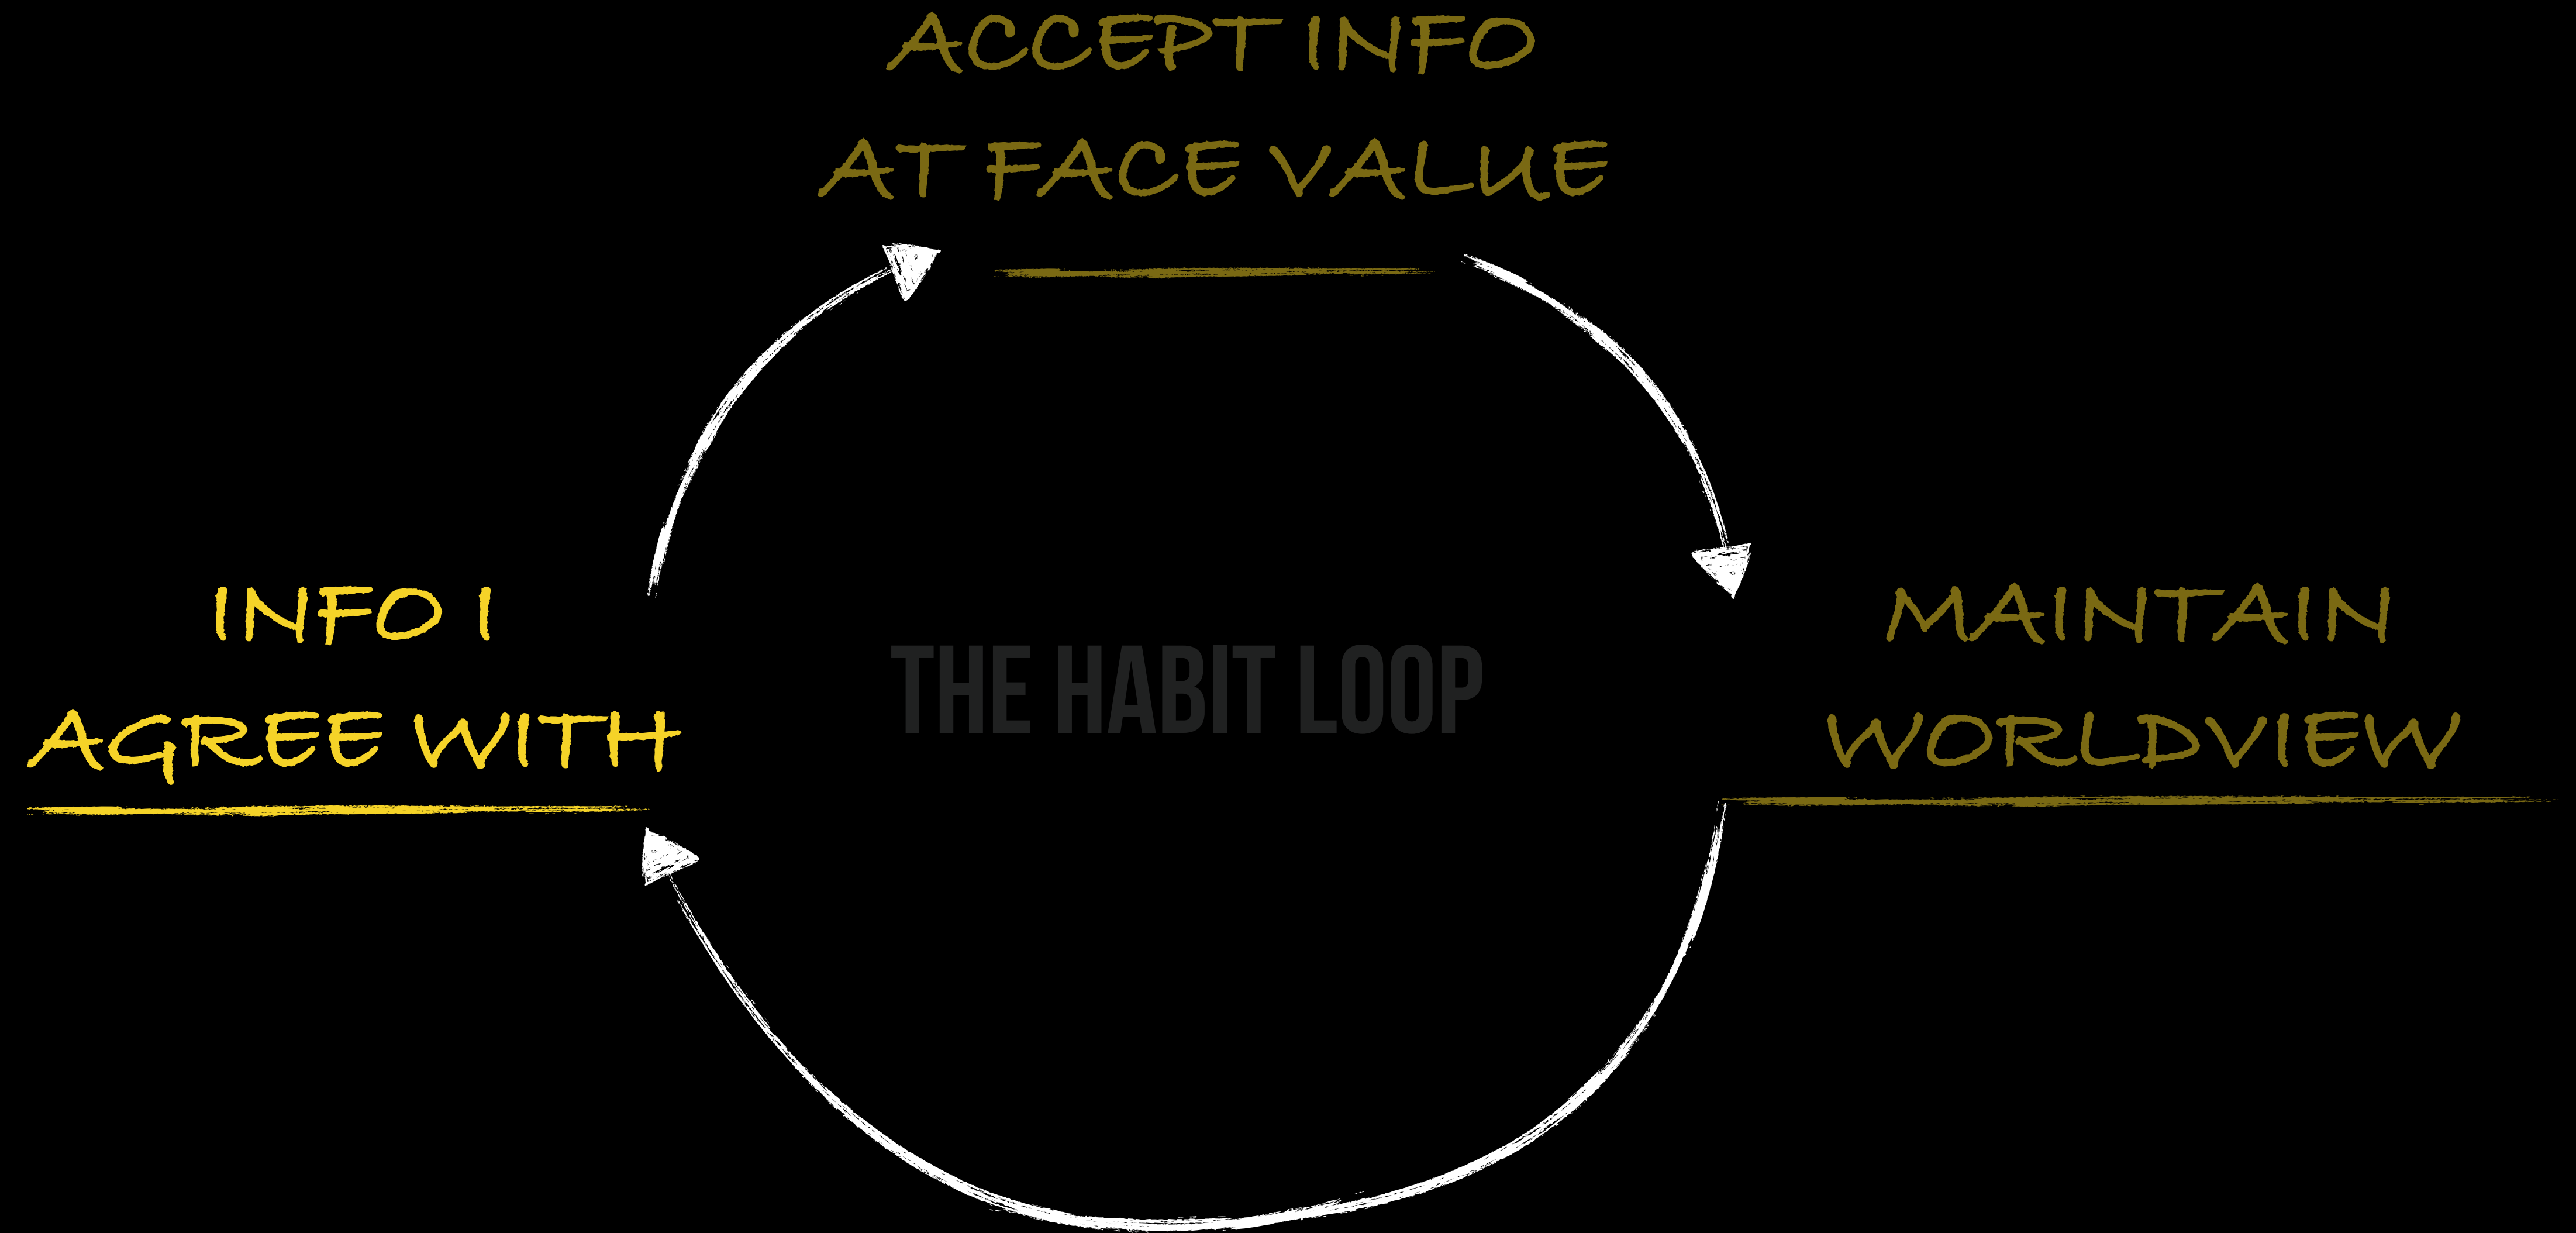 ACCEPT INFO
AT FACE VALUE
INFO I
AGREE WITH
THE HABIT LOOP
MAINTAIN
WORLDVIEW